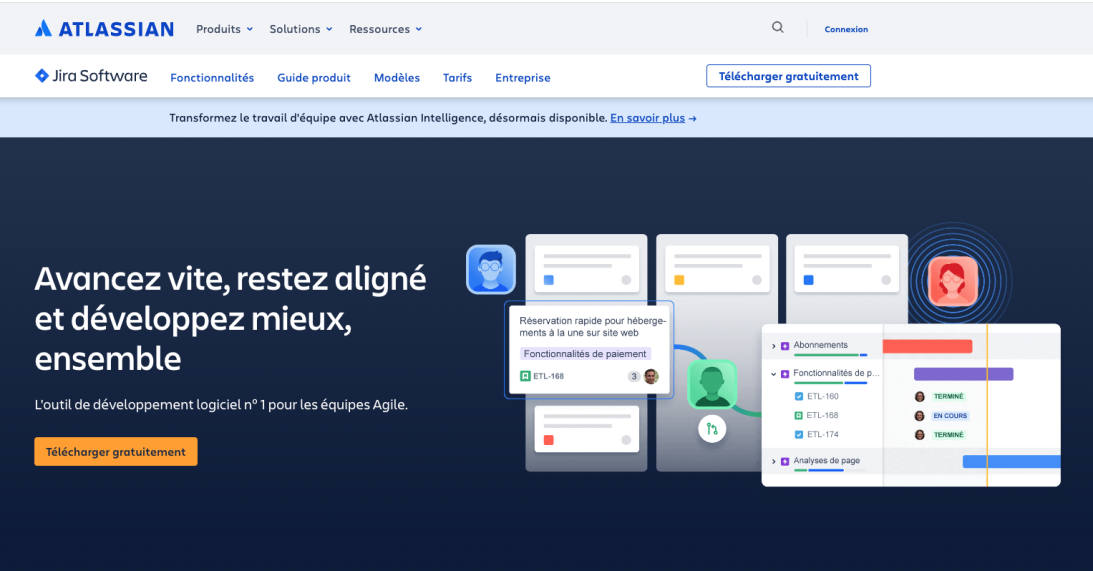 ATLASSIAN Produits Solutions Ressources Connexion
Jira Software Fonctionnalités Guide produit Modèles Tarifs Entreprise Télécharger gratuitement
Transformez le travail d'équipe avec Atlassian Intelligence, désormais disponible. En savoir plus →
Avancez vite, restez aligné
et développez mieux,
ensemble
L'outil de développement logiciel nº 1 pour les équipes Agile.
Télécharger gratuitement
Réservation rapide pour héberge-
ments à la une sur site web
Fonctionnalités de paiement
ETL-168 3
Abonnements
Fonctionnalités de p...
ETL-160 TERMINÉ
ETL-168 EN COURS
ETL-174 TERMINÉ
Analyses de page